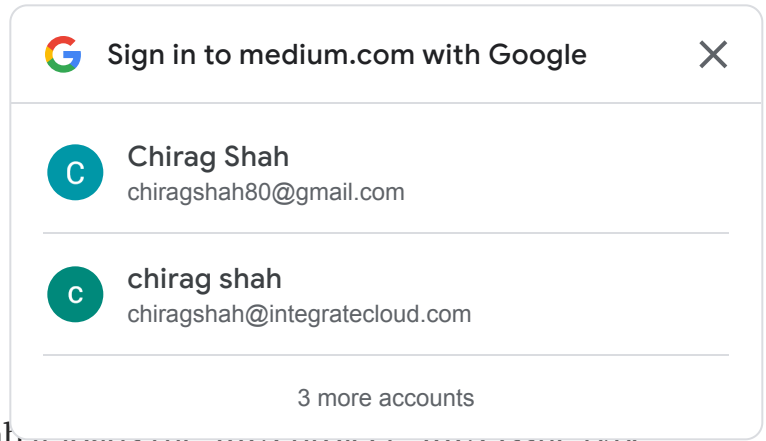 Sign in to medium.com with Google
C
Chirag Shah
chiragshah80@gmail.com
c
chirag shah
chiragshah@integratecloud.com
3 more accounts